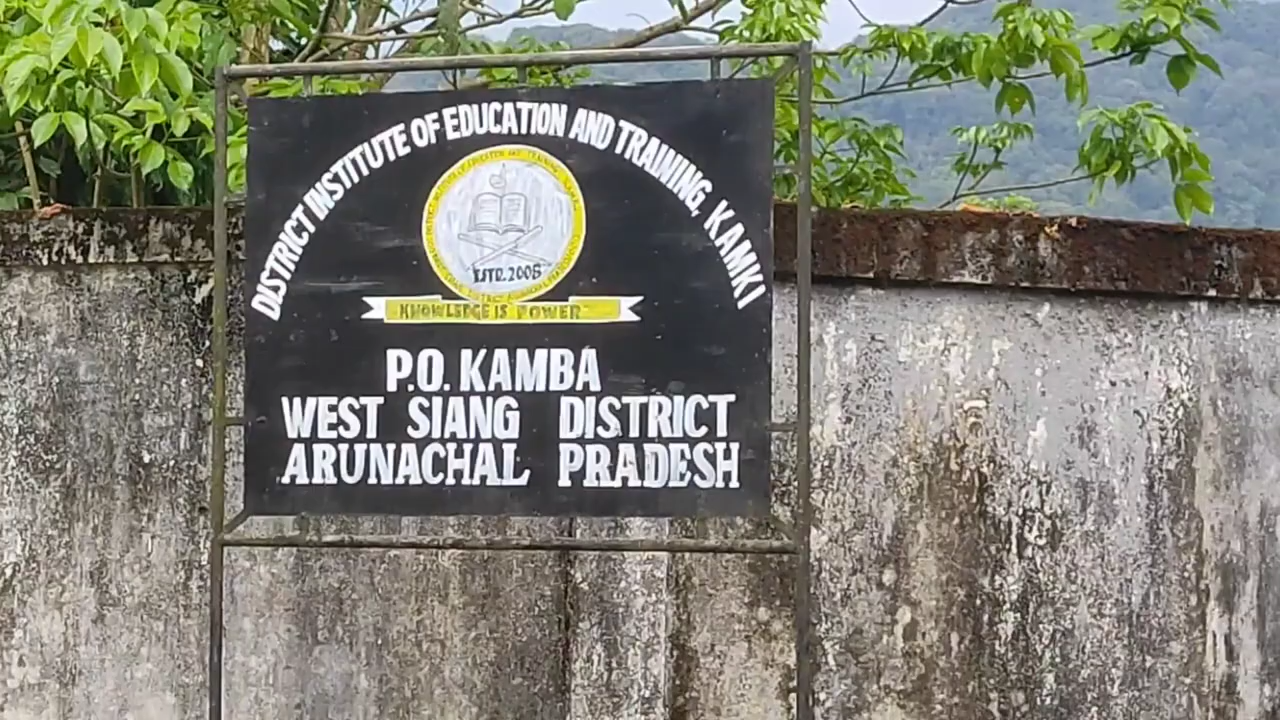 DISTRICT INSTITUTE OF EDUCATION AND TRAINING, KAMKI
ESTD. 2005
KNOWLEDGE IS POWER
P.O. KAMBA
WEST SIANG DISTRICT
ARUNACHAL PRADESH